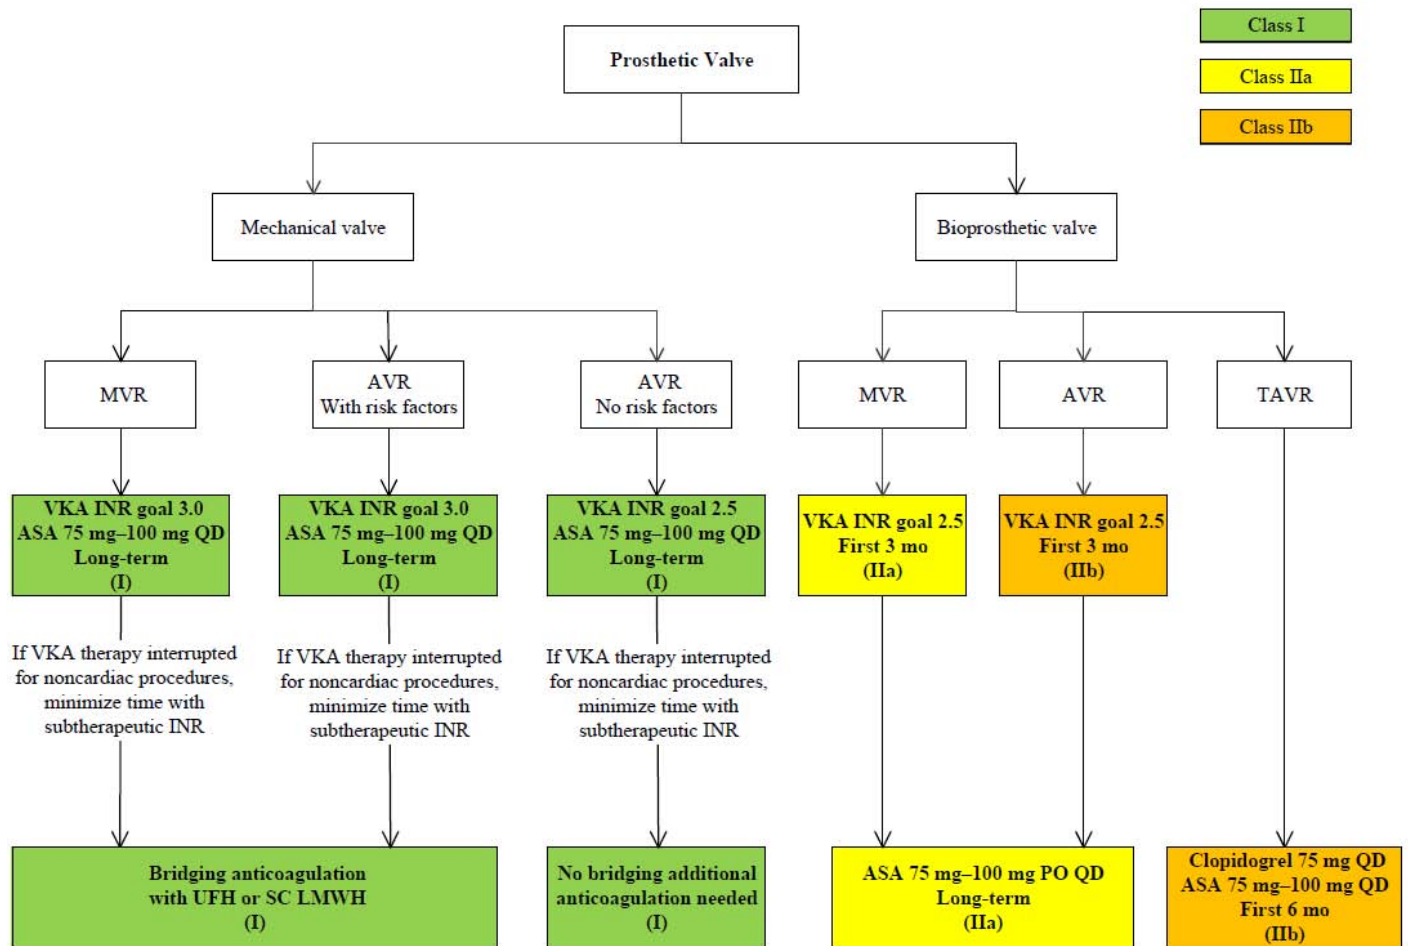 Class I
Class IIa
Class IIb
Prosthetic Valve
Mechanical valve
Bioprosthetic valve
MVR
AVR
With risk factors
AVR
No risk factors
MVR
AVR
TAVR
VKA INR goal 3.0
ASA 75 mg–100 mg QD
Long-term
(I)
VKA INR goal 3.0
ASA 75 mg–100 mg QD
Long-term
(I)
VKA INR goal 2.5
ASA 75 mg–100 mg QD
Long-term
(I)
VKA INR goal 2.5
First 3 mo
(IIa)
VKA INR goal 2.5
First 3 mo
(IIb)
If VKA therapy interrupted
for noncardiac procedures,
minimize time with
subtherapeutic INR
If VKA therapy interrupted
for noncardiac procedures,
minimize time with
subtherapeutic INR
If VKA therapy interrupted
for noncardiac procedures,
minimize time with
subtherapeutic INR
Bridging anticoagulation
with UFH or SC LMWH
(I)
No bridging additional
anticoagulation needed
(I)
ASA 75 mg–100 mg PO QD
Long-term
(IIa)
Clopidogrel 75 mg QD
ASA 75 mg–100 mg QD
First 6 mo
(IIb)